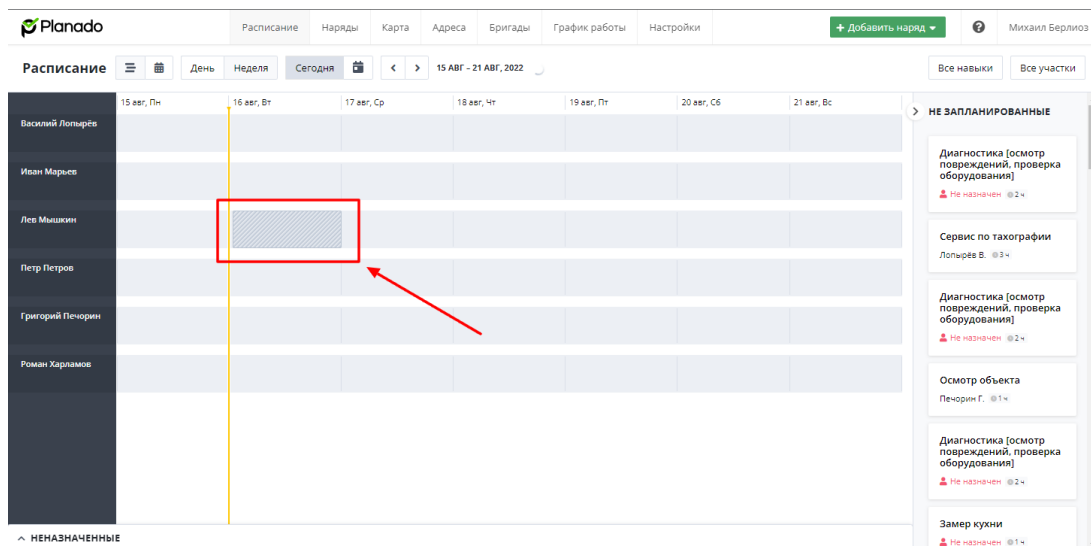 Planado
Расписание Наряды Карта Адреса Бригады График работы Настройки
+ Добавить наряд
Михаил Берлиоз
Расписание
День Неделя Сегодня
15 АВГ – 21 АВГ, 2022
Все навыки Все участки
15 авг, Пн 16 авг, Вт 17 авг, Ср 18 авг, Чт 19 авг, Пт 20 авг, Сб 21 авг, Вс
Василий Лопырёв
Иван Марьев
Лев Мышкин
Петр Петров
Григорий Печорин
Роман Харламов
НЕНАЗНАЧЕННЫЕ
НЕ ЗАПЛАНИРОВАННЫЕ
Диагностика [осмотр
повреждений, проверка
оборудования]
Не назначен 2 ч
Сервис по тахографии
Лопырёв В. 3 ч
Диагностика [осмотр
повреждений, проверка
оборудования]
Не назначен 2 ч
Осмотр объекта
Печорин Г. 1 ч
Диагностика [осмотр
повреждений, проверка
оборудования]
Не назначен 2 ч
Замер кухни
Не назначен 1 ч